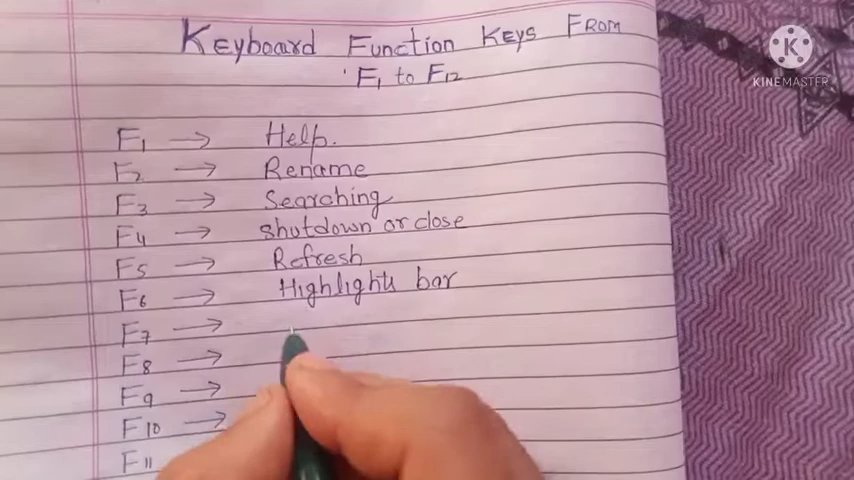 Keyboard Function Keys From
F1 to F12
F1 → Help.
F2 → Rename
F3 → Searching
F4 → shutdown or close
F5 → Refresh
F6 → Highlights bar
F7 →
F8 →
F9 →
F10 →
F11
KINEMASTER